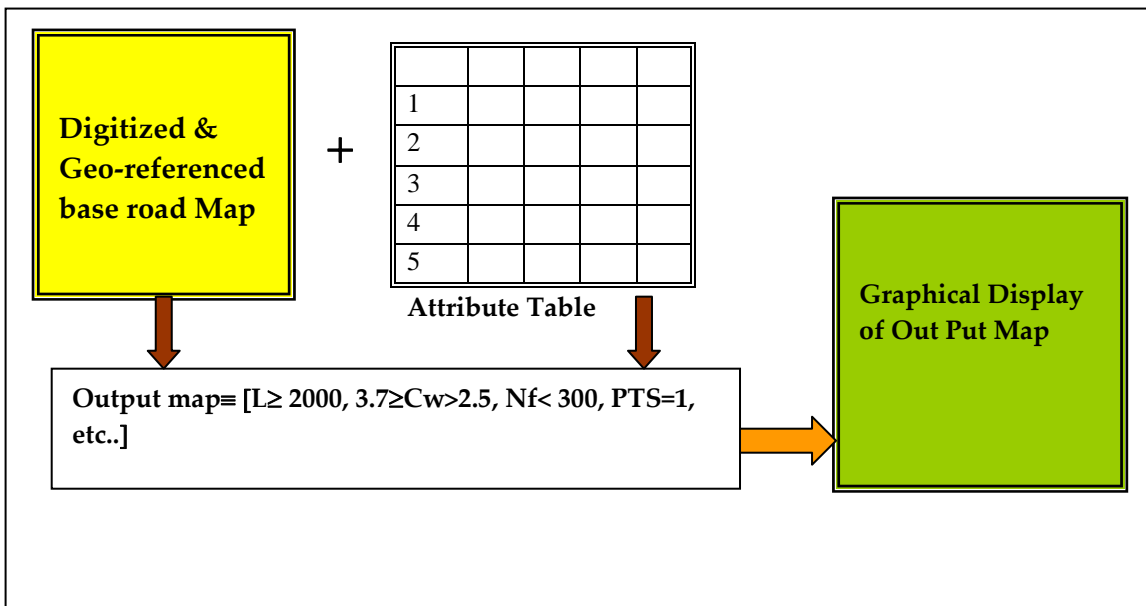 Digitized &
Geo-referenced
base road Map
+
1
2
3
4
5
Attribute Table
Output map≡ [L≥ 2000, 3.7≥Cw>2.5, Nf< 300, PTS=1,
etc..]
Graphical Display
of Out Put Map